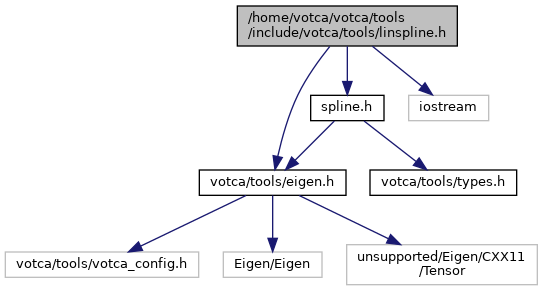 /home/votca/votca/tools
/include/votca/tools/linspline.h
spline.h
iostream
votca/tools/eigen.h
votca/tools/types.h
votca/tools/votca_config.h
Eigen/Eigen
unsupported/Eigen/CXX11
/Tensor